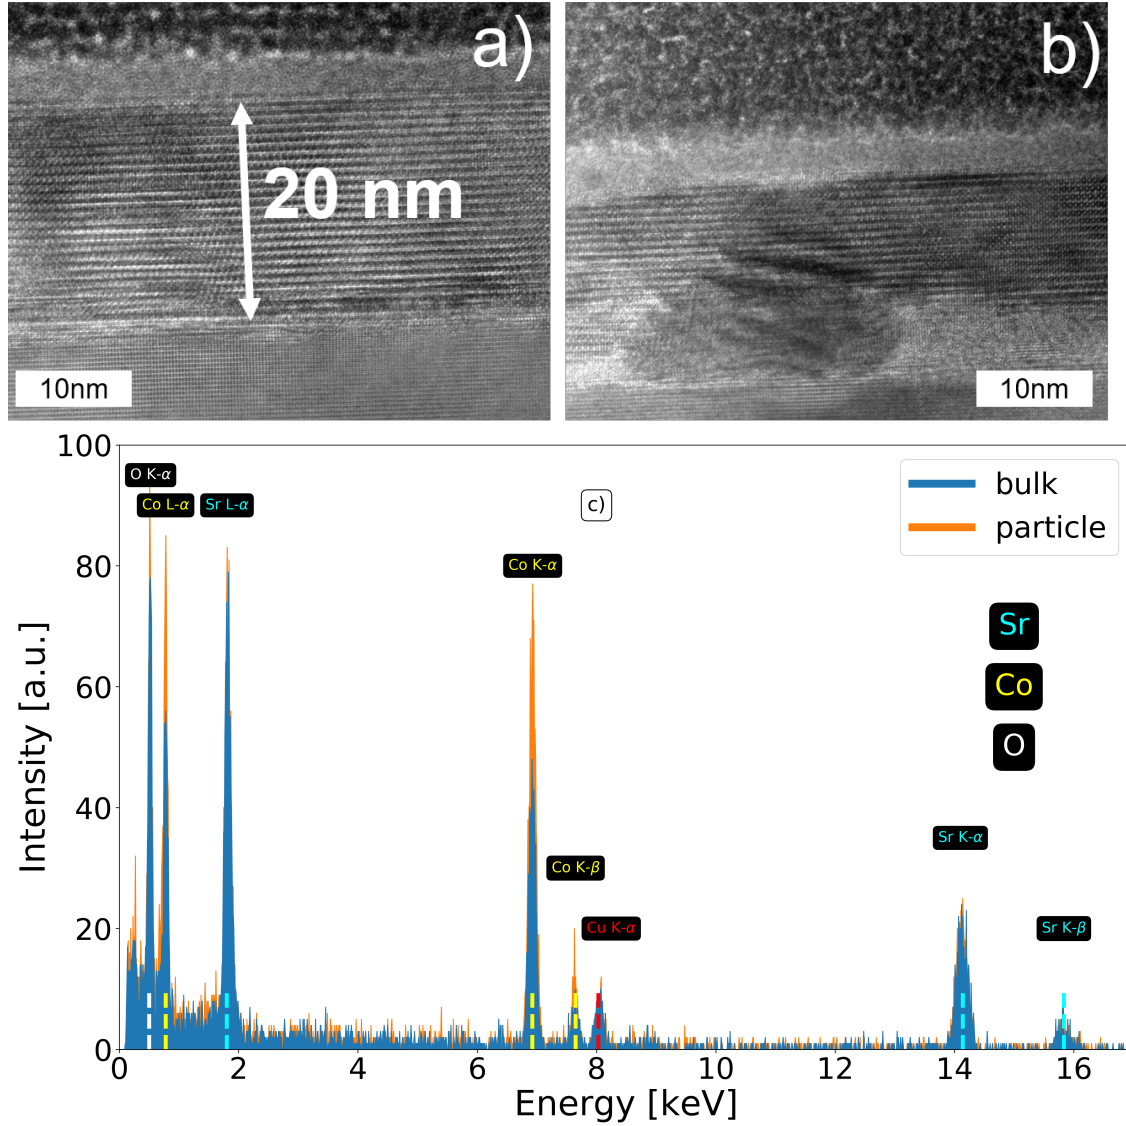 a)
20 nm
10nm
b)
10nm
100
80
60
40
20
0
Intensity [a.u.]
O K-α
Co L-α
Sr L-α
c)
Co K-α
Co K-β
Cu K-α
Sr K-α
Sr K-β
bulk
particle
Sr
Co
O
0 2 4 6 8 10 12 14 16
Energy [keV]